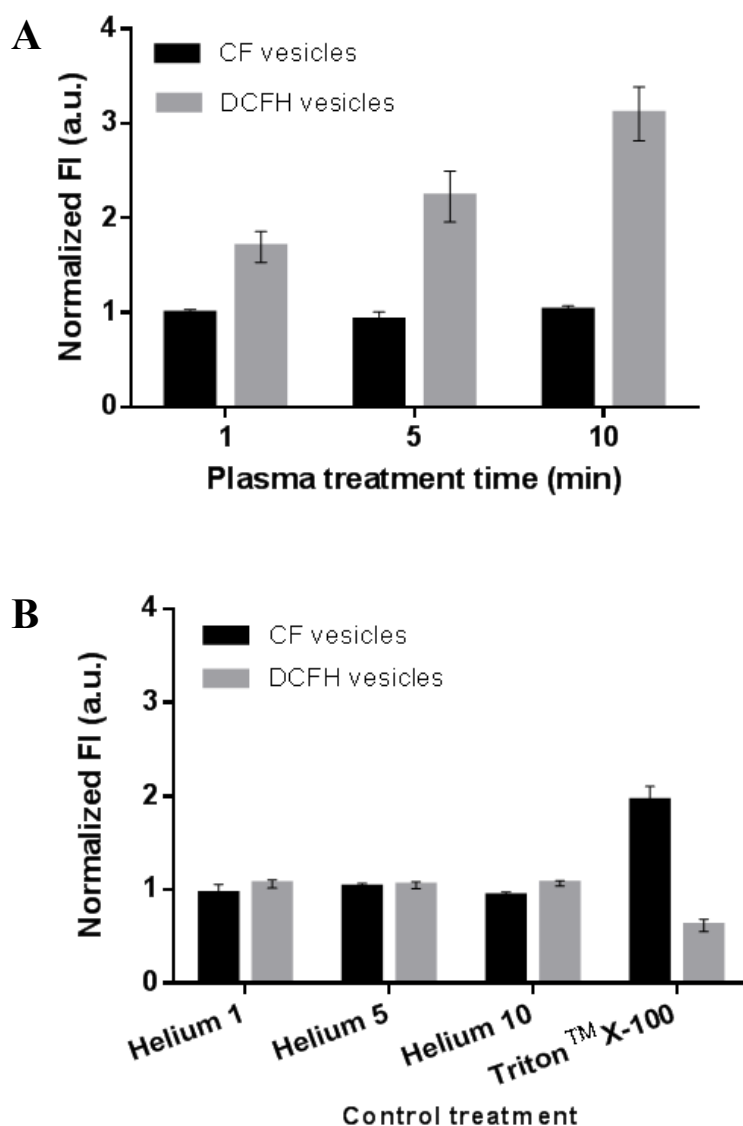 A
4
3
2
1
0
Normalized FI (a.u.)
CF vesicles
DCFH vesicles
1 5 10
Plasma treatment time (min)
B
4
3
2
1
0
Normalized FI (a.u.)
CF vesicles
DCFH vesicles
Helium 1
Helium 5
Helium 10
Triton™ X-100
Control treatment